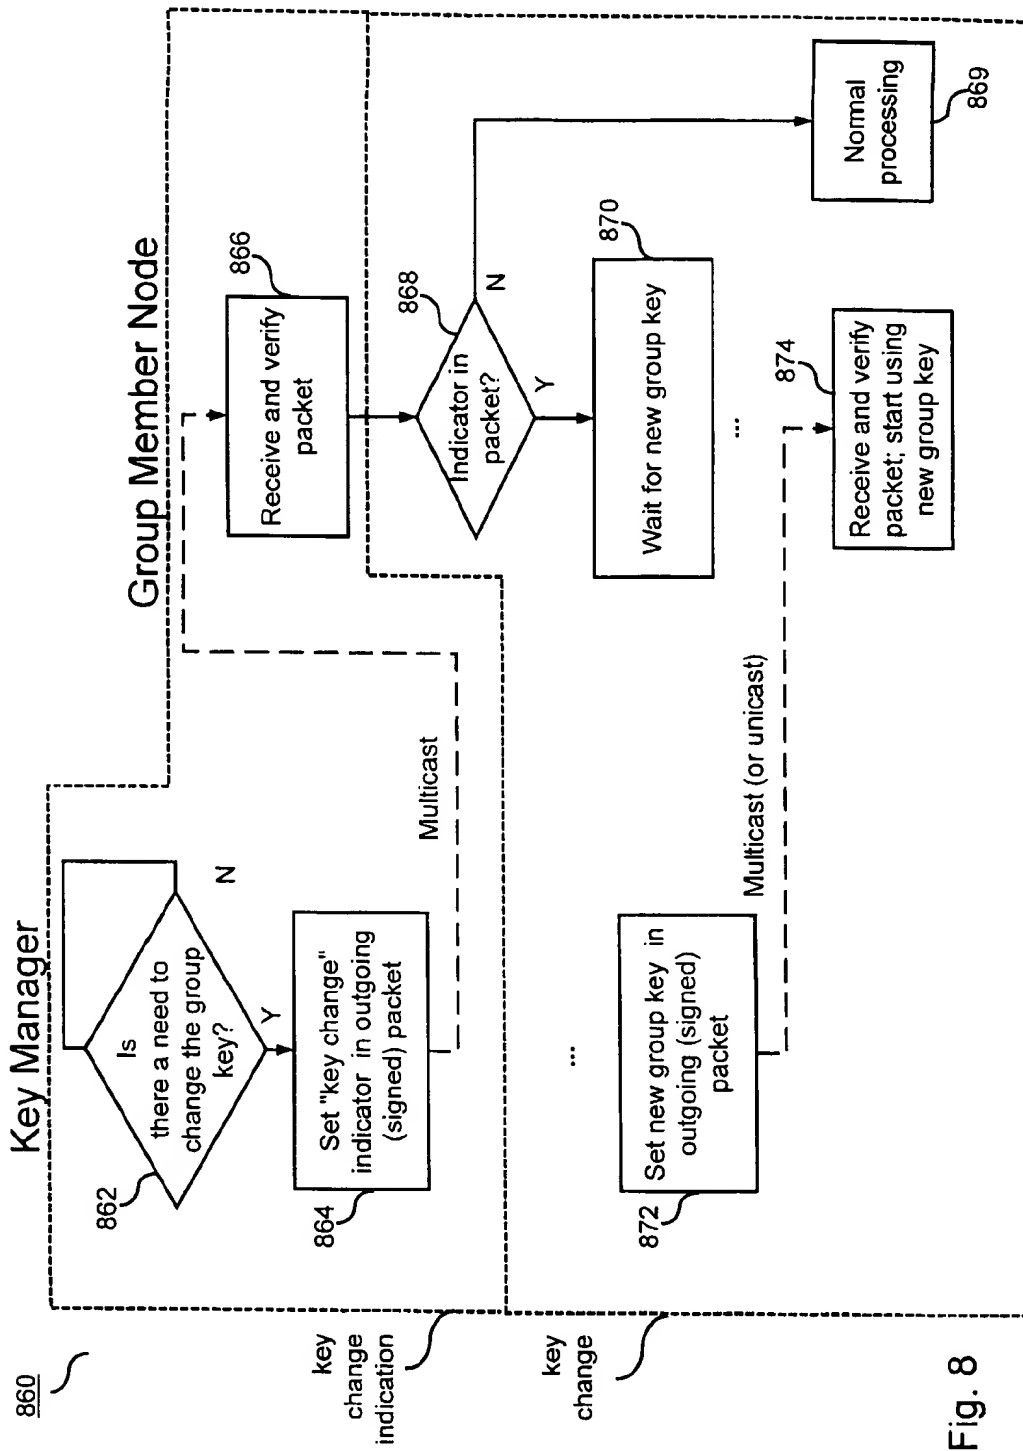 860
Key Manager
Group Member Node
862
Is
there a need to
change the group
key?
N
Y
864
Set "key change"
indicator in outgoing
(signed) packet
Multicast
866
Receive and verify
packet
868
Indicator in
packet?
N
Y
870
Wait for new group key
Normal
processing
869
key
change
indication
key
change
...
...
872
Set new group key in
outgoing (signed)
packet
Multicast (or unicast)
874
Receive and verify
packet; start using
new group key
Fig. 8